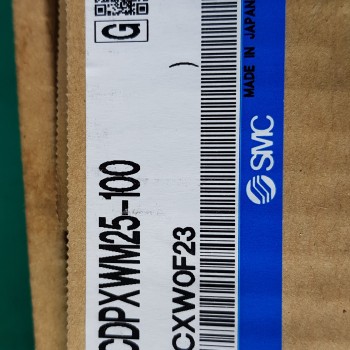 G
CDPXWM25-100
)
CXWOF23
SMC
MADE IN JAPAN